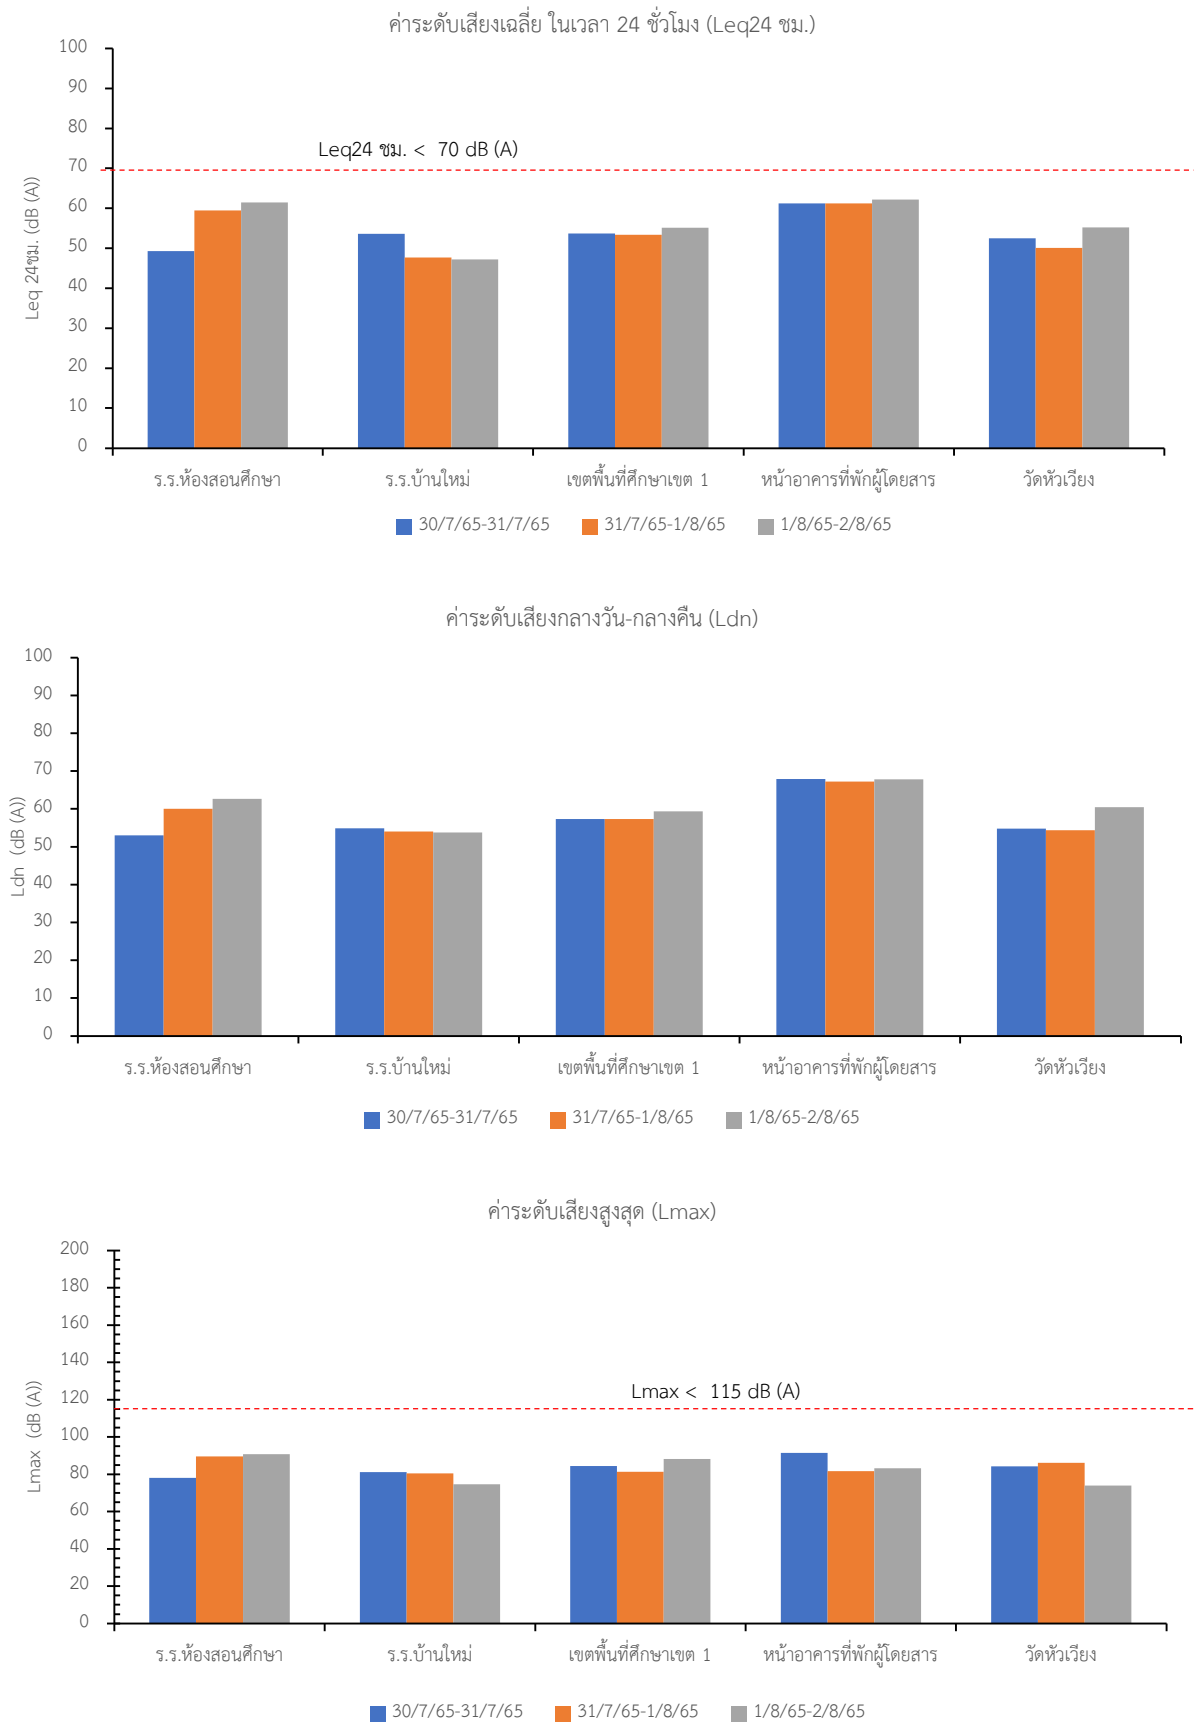 ค่าระดับเสียงเฉลี่ย ในเวลา 24 ชั่วโมง (Leq24 ชม.)
100
90
80
70
60
50
40
30
20
10
0
Leq 24ชม. (dB (A))
Leq24 ชม. < 70 dB (A)
ร.ร.ห้องสอนศึกษา ร.ร.บ้านใหม่ เขตพื้นที่ศึกษาเขต 1 หน้าอาคารที่พักผู้โดยสาร วัดหัวเวียง
30/7/65-31/7/65 31/7/65-1/8/65 1/8/65-2/8/65
ค่าระดับเสียงกลางวัน-กลางคืน (Ldn)
100
90
80
70
60
50
40
30
20
10
0
Ldn (dB (A))
ร.ร.ห้องสอนศึกษา ร.ร.บ้านใหม่ เขตพื้นที่ศึกษาเขต 1 หน้าอาคารที่พักผู้โดยสาร วัดหัวเวียง
30/7/65-31/7/65 31/7/65-1/8/65 1/8/65-2/8/65
ค่าระดับเสียงสูงสุด (Lmax)
200
180
160
140
120
100
80
60
40
20
0
Lmax (dB (A))
Lmax < 115 dB (A)
ร.ร.ห้องสอนศึกษา ร.ร.บ้านใหม่ เขตพื้นที่ศึกษาเขต 1 หน้าอาคารที่พักผู้โดยสาร วัดหัวเวียง
30/7/65-31/7/65 31/7/65-1/8/65 1/8/65-2/8/65